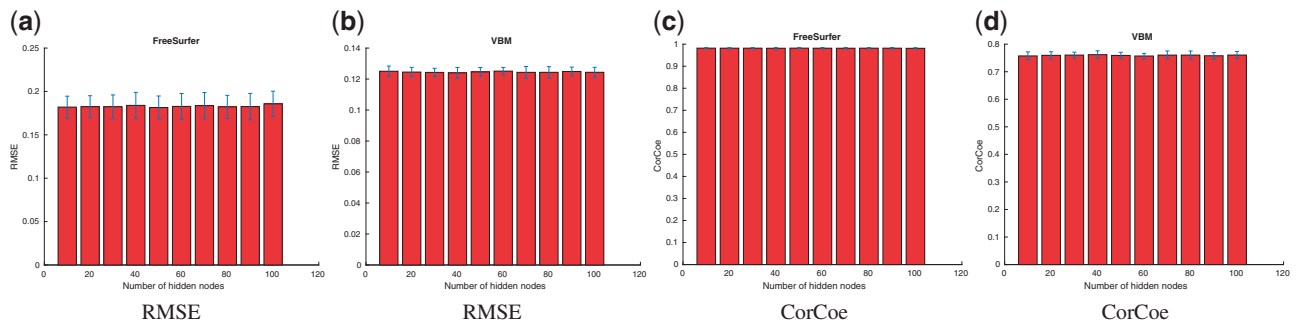 (a)
FreeSurfer
0.25
0.2
0.15
0.1
0.05
0
RMSE
0 20 40 60 80 100 120
Number of hidden nodes
RMSE
(b)
VBM
0.14
0.12
0.1
0.08
0.06
0.04
0.02
0
RMSE
0 20 40 60 80 100 120
Number of hidden nodes
RMSE
(c)
FreeSurfer
1
0.9
0.8
0.7
0.6
0.5
0.4
0.3
0.2
0.1
0
CorCoe
0 20 40 60 80 100 120
Number of hidden nodes
CorCoe
(d)
VBM
0.8
0.7
0.6
0.5
0.4
0.3
0.2
0.1
0
CorCoe
0 20 40 60 80 100 120
Number of hidden nodes
CorCoe